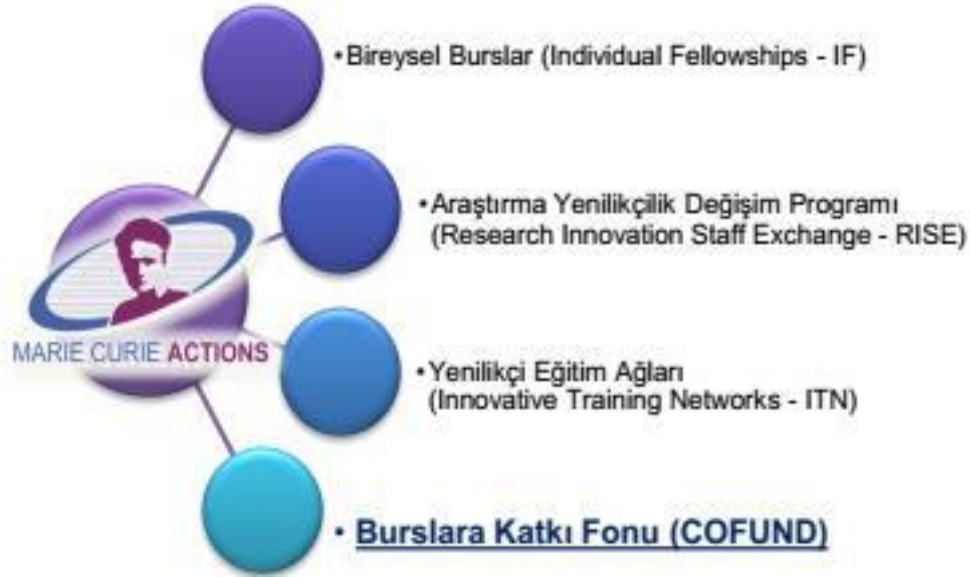 • Bireysel Burslar (Individual Fellowships - IF)
• Araştırma Yenilikçilik Değişim Programı
(Research Innovation Staff Exchange - RISE)
MARIE CURIE ACTIONS
• Yenilikçi Eğitim Ağları
(Innovative Training Networks - ITN)
• Burslara Katkı Fonu (COFUND)